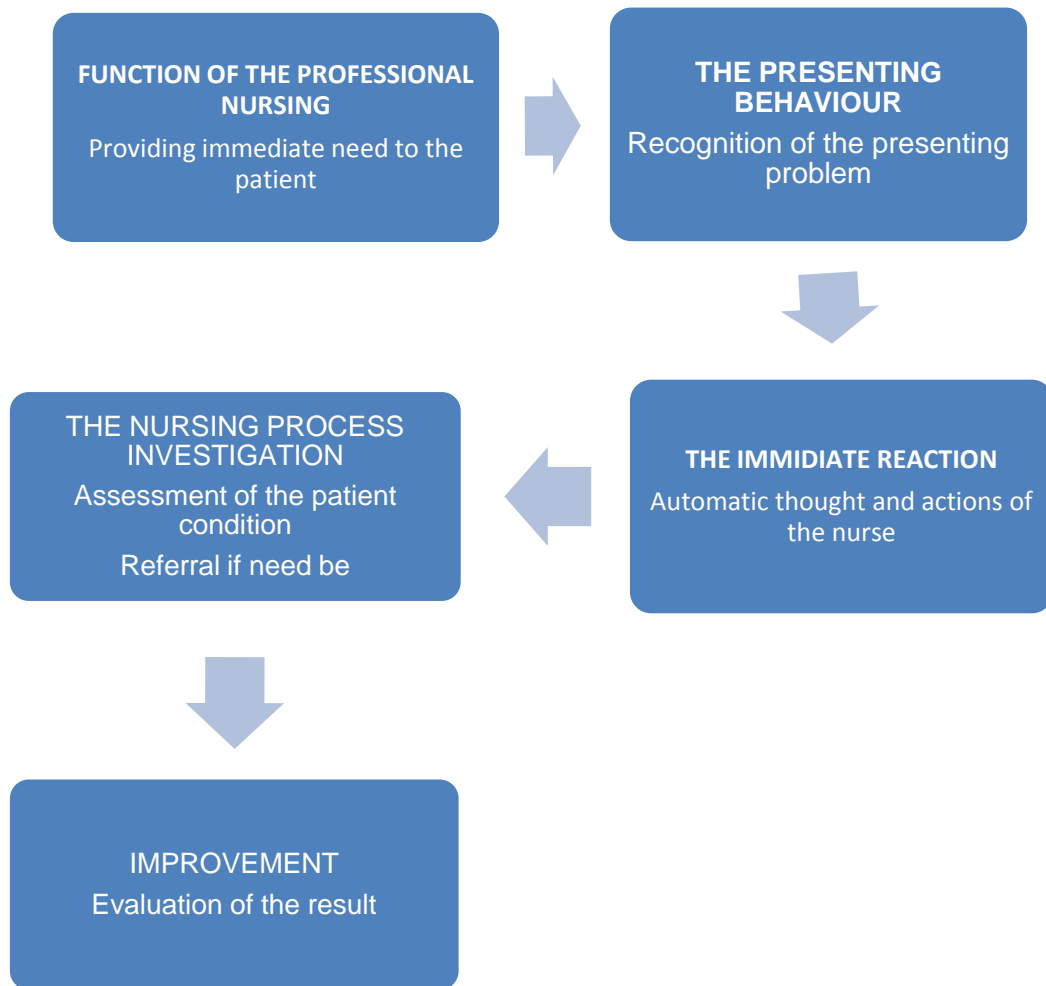 FUNCTION OF THE PROFESSIONAL
NURSING
Providing immediate need to the
patient
THE PRESENTING
BEHAVIOUR
Recognition of the presenting
problem
THE IMMIDIATE REACTION
Automatic thought and actions of
the nurse
THE NURSING PROCESS
INVESTIGATION
Assessment of the patient
condition
Referral if need be
IMPROVEMENT
Evaluation of the result